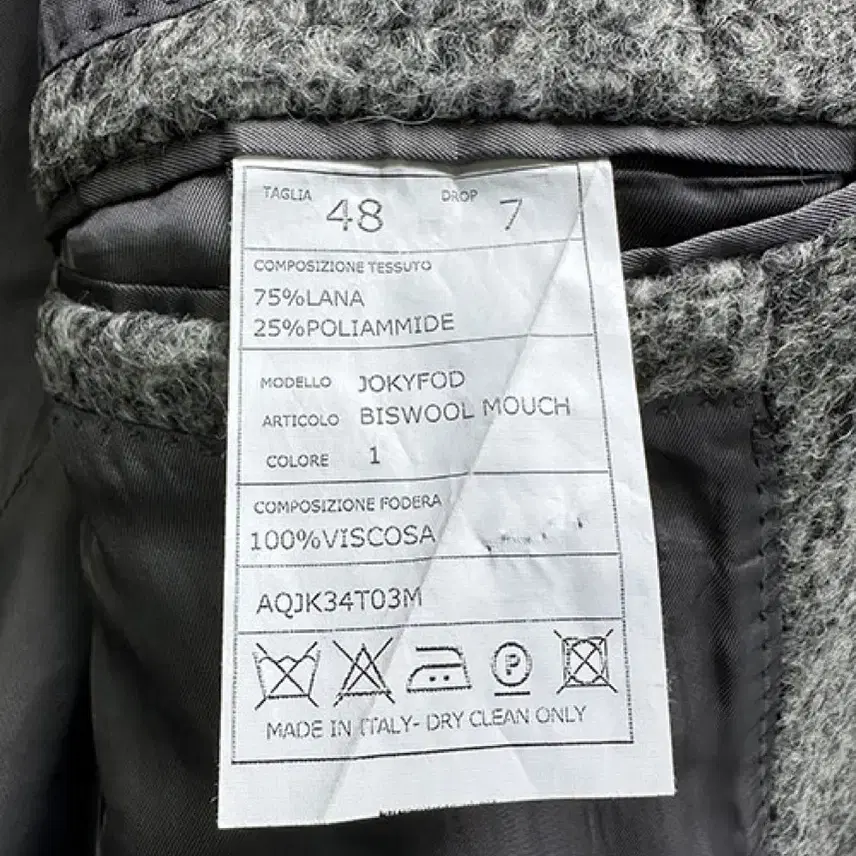 TAGLIA 48 DROP 7
COMPOSIZIONE TESSUTO
75%LANA
25%POLIAMMIDE
MODELLO JOKYFOD
ARTICOLO BISWOOL MOUCH
COLORE 1
COMPOSIZIONE FODERA
100%VISCOSA
AQJK34T03M
P
MADE IN ITALY- DRY CLEAN ONLY